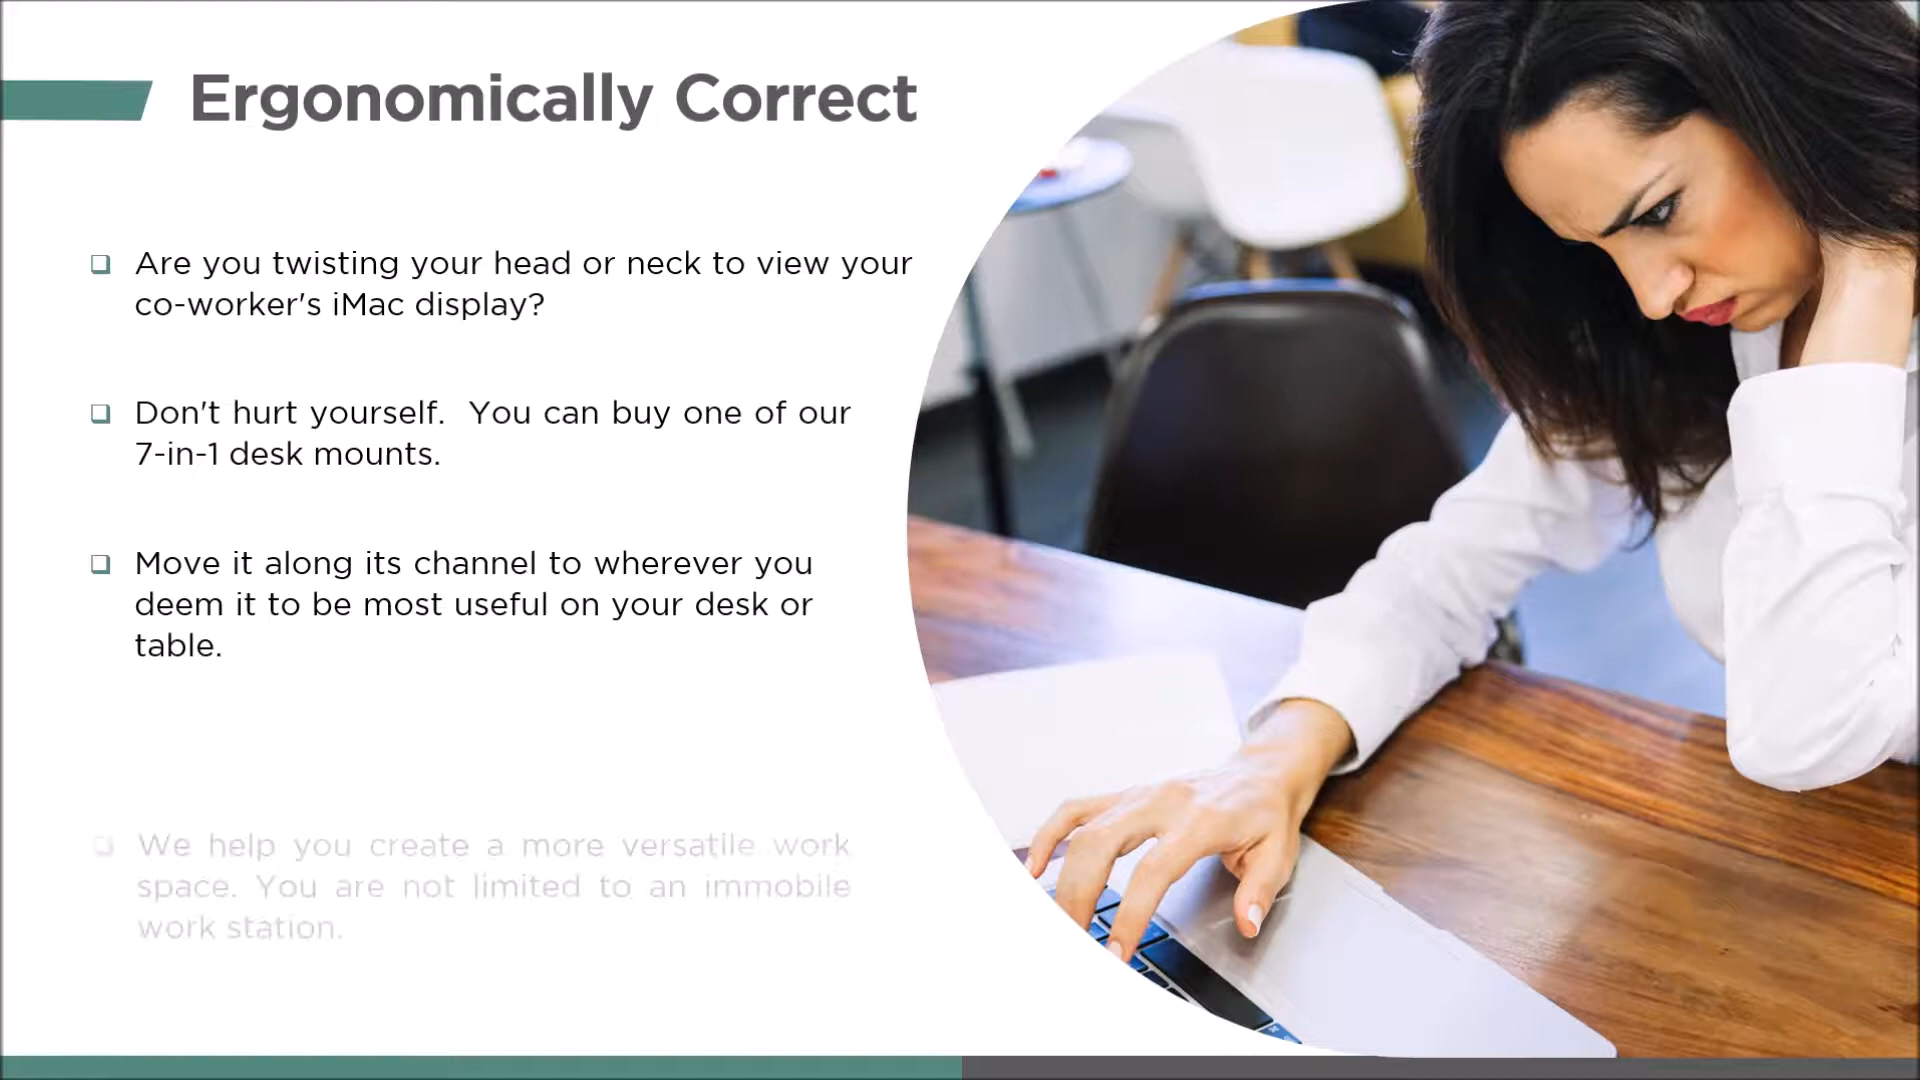 Ergonomically Correct
Are you twisting your head or neck to view your
co-worker's iMac display?
Don't hurt yourself.  You can buy one of our
7-in-1 desk mounts.
Move it along its channel to wherever you
deem it to be most useful on your desk or
table.
We help you create a more versatile work
space. You are not limited to an immobile
work station.